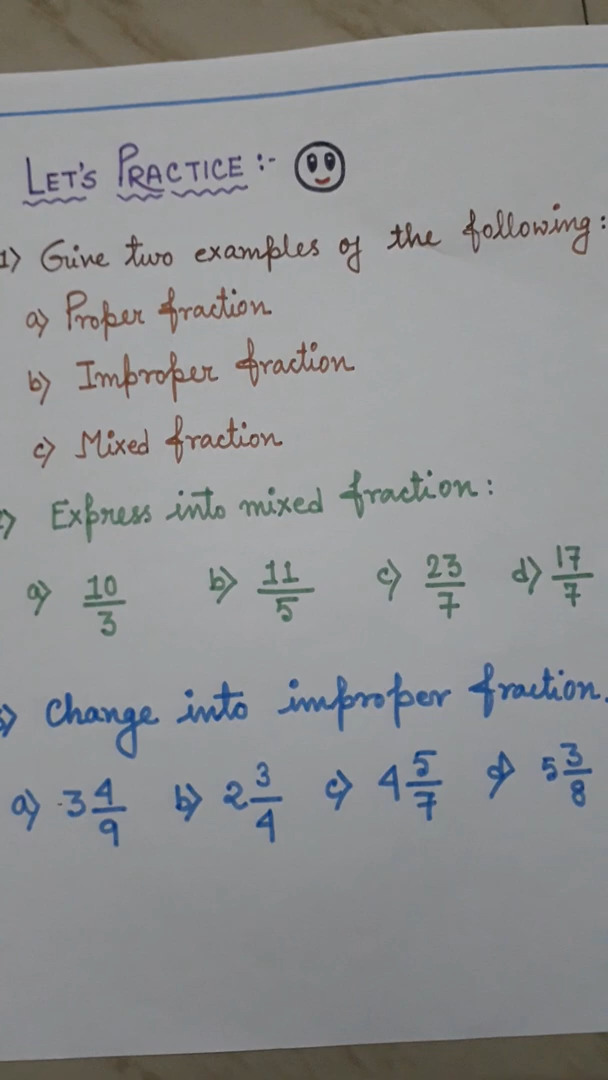 LET'S PRACTICE :-
1) Give two examples of the following:
a) Proper fraction
b) Improper fraction
c) Mixed fraction
) Express into mixed fraction:
a) 10/3 b) 11/5 c) 23/7 d) 17/7
) Change into improper fraction.
a) 3 4/9 b) 2 3/4 c) 4 5/7 d) 5 3/8